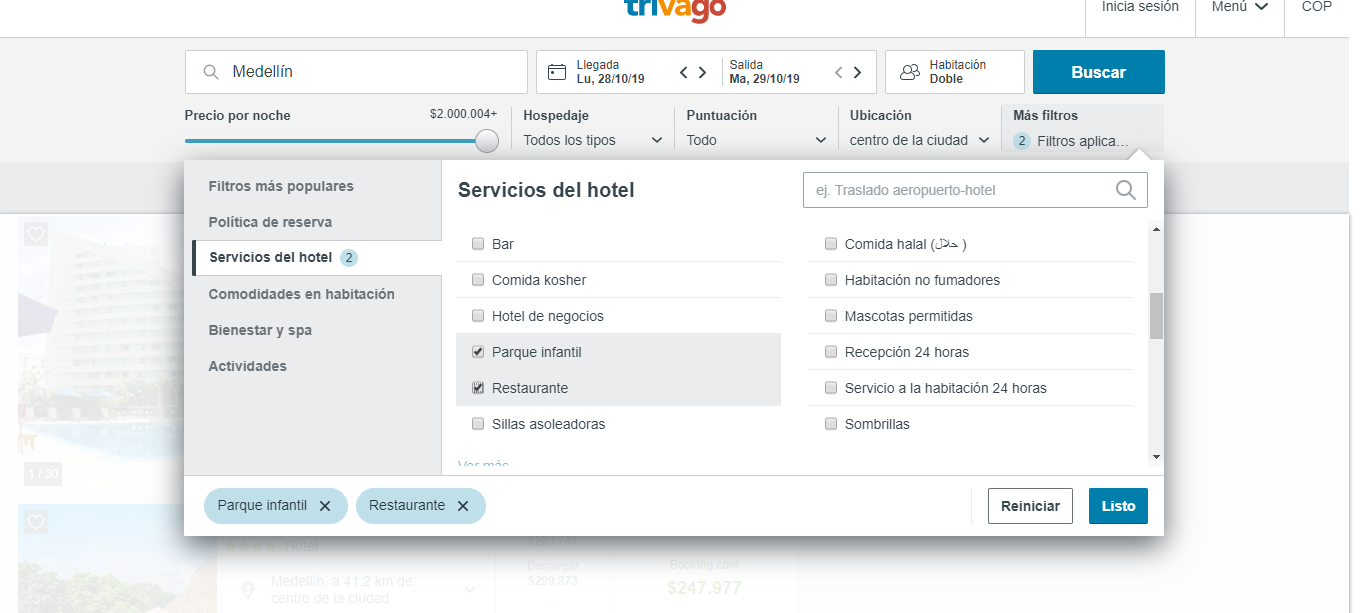 trivago
Inicia sesión
Menú
COP
Medellín
Llegada
Lu, 28/10/19
Salida
Ma, 29/10/19
Habitación
Doble
Buscar
Precio por noche
$2.000.004+
Hospedaje
Todos los tipos
Puntuación
Todo
Ubicación
centro de la ciudad
Más filtros
2 Filtros aplica...
Filtros más populares
Política de reserva
Servicios del hotel 2
Comodidades en habitación
Bienestar y spa
Actividades
Servicios del hotel
ej. Traslado aeropuerto-hotel
Bar
Comida halal (حلال )
Comida kosher
Habitación no fumadores
Hotel de negocios
Mascotas permitidas
Parque infantil
Recepción 24 horas
Restaurante
Servicio a la habitación 24 horas
Sillas asoleadoras
Sombrillas
Ver más
Parque infantil
Restaurante
Reiniciar
Listo
1 / 30
Hotel
Medellín, a 41.2 km de:
centro de la ciudad
$283.781
Despegar
$299.873
Booking.com
$247.977